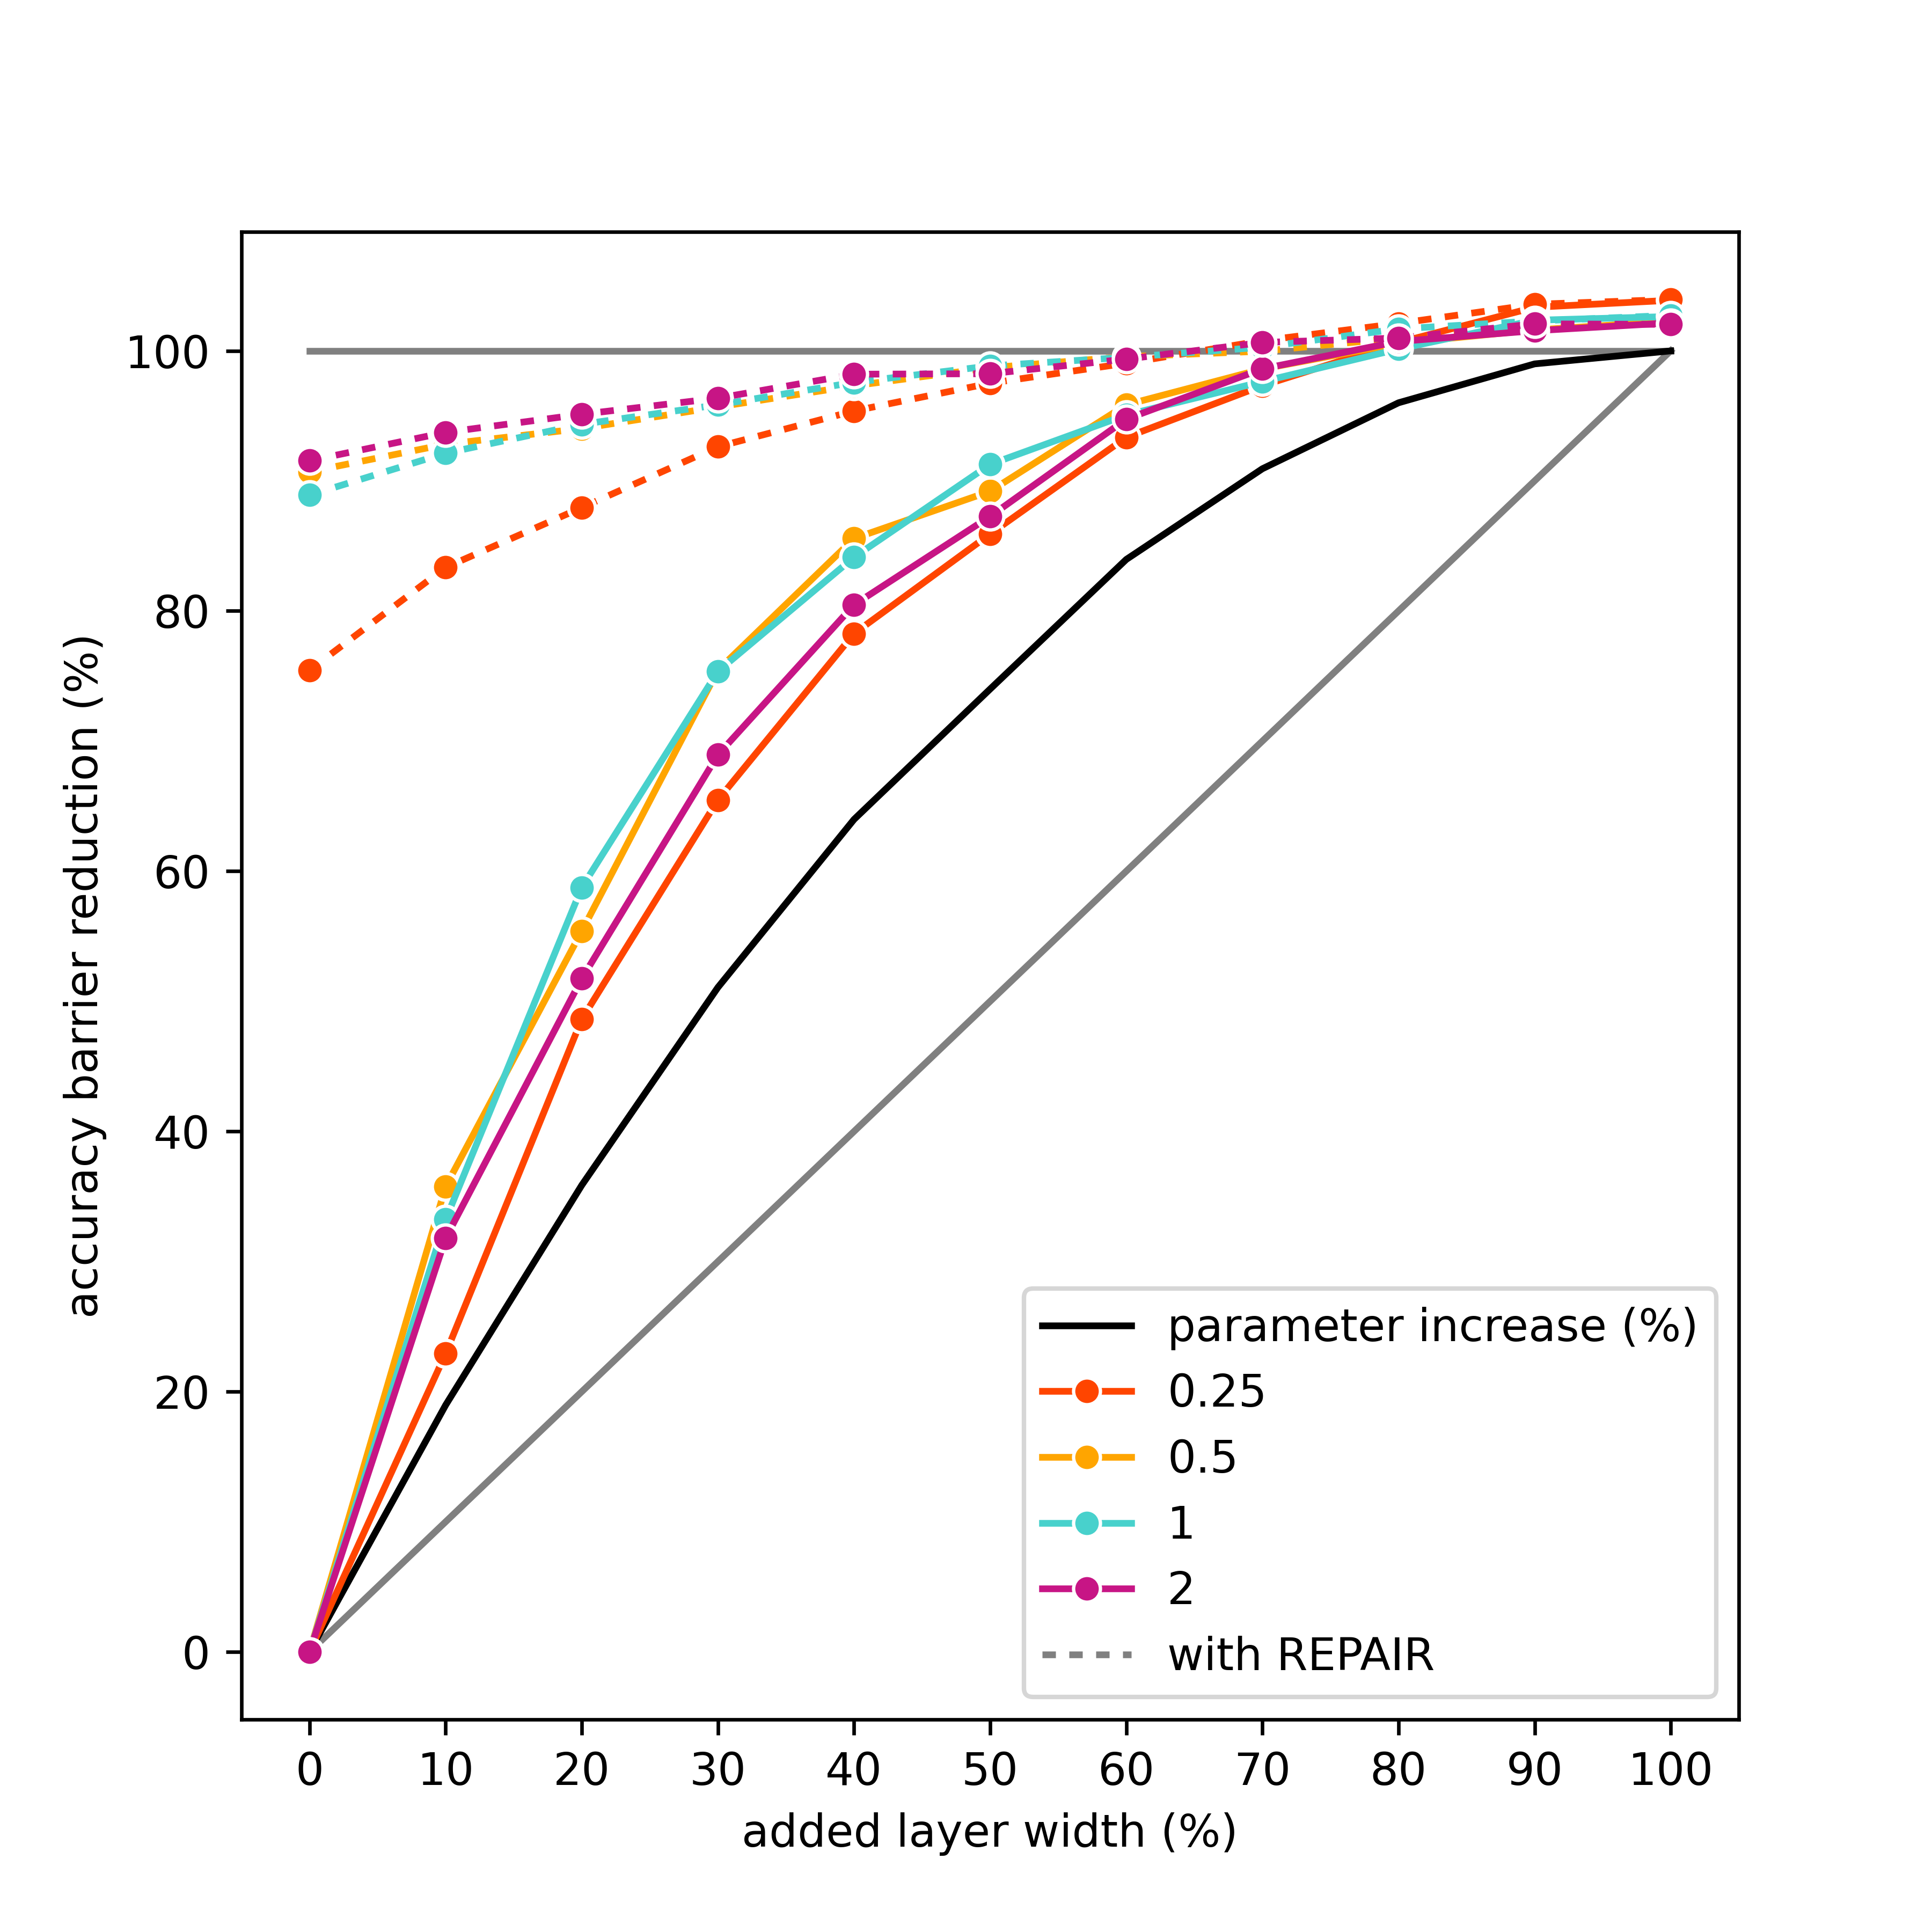 accuracy barrier reduction (%)
100
80
60
40
20
0
parameter increase (%)
0.25
0.5
1
2
with REPAIR
0 10 20 30 40 50 60 70 80 90 100
added layer width (%)